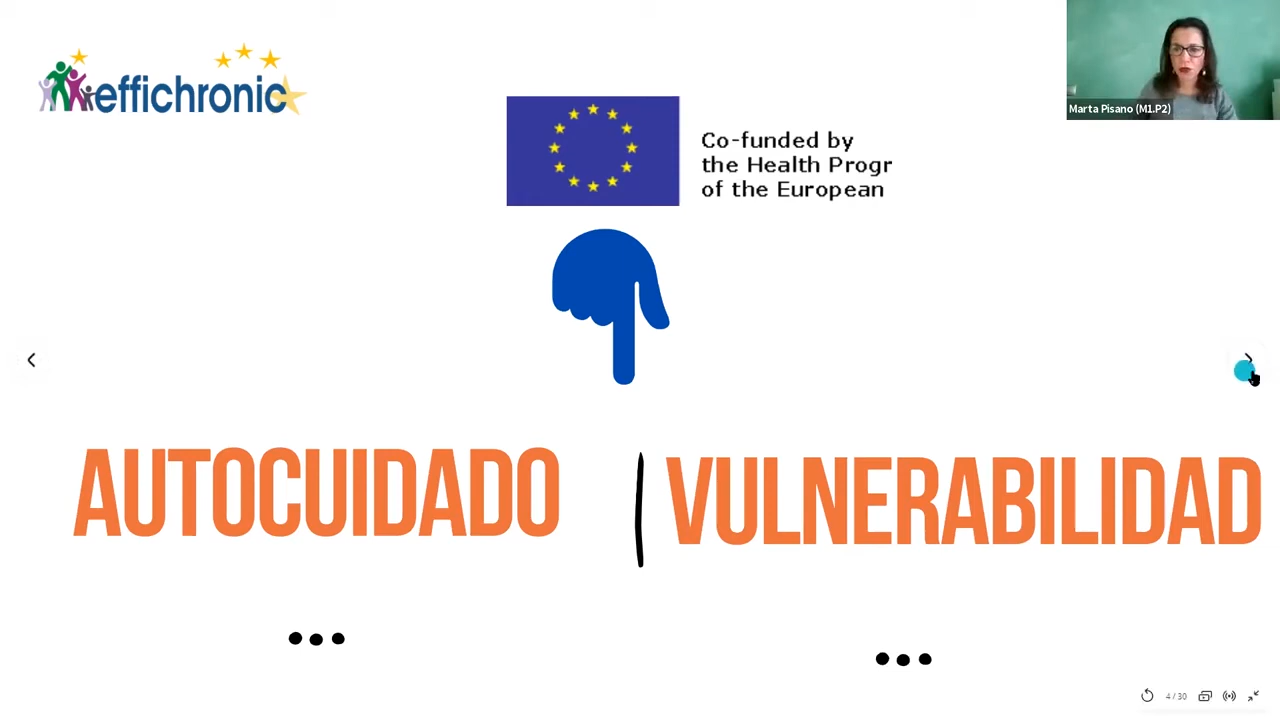 effichronic
Co-funded by
the Health Progr
of the European
Marta Pisano (M1.P2)
AUTOCUIDADO
VULNERABILIDAD
...
...
4 / 30